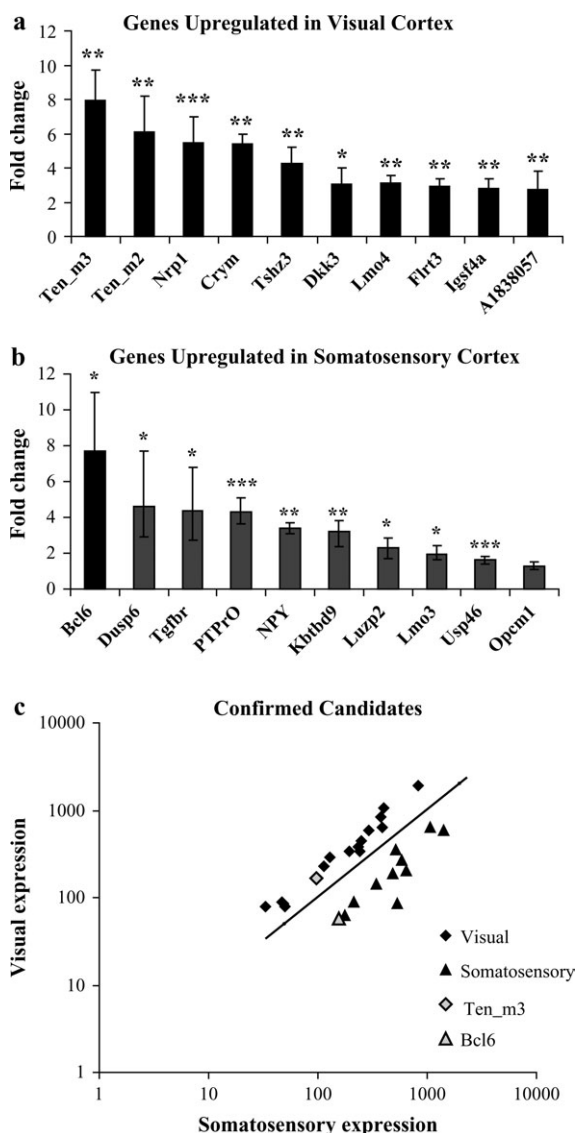 a Genes Upregulated in Visual Cortex
Fold change
12
10
8
6
4
2
0
** ** *** ** ** * ** ** ** **
Ten_m3 Ten_m2 Nrp1 Crym Tshz3 Dkk3 Lmo4 Flrt3 Igsf4a A1838057
b Genes Upregulated in Somatosensory Cortex
Fold change
12
10
8
6
4
2
0
* * * *** ** ** * * ***
Bcl6 Dusp6 Tgfbr PTPrO NPY Kbtbd9 Luzp2 Lmo3 Usp46 Opcm1
c Confirmed Candidates
Visual expression
10000
1000
100
10
1
Visual
Somatosensory
Ten_m3
Bcl6
1 10 100 1000 10000
Somatosensory expression